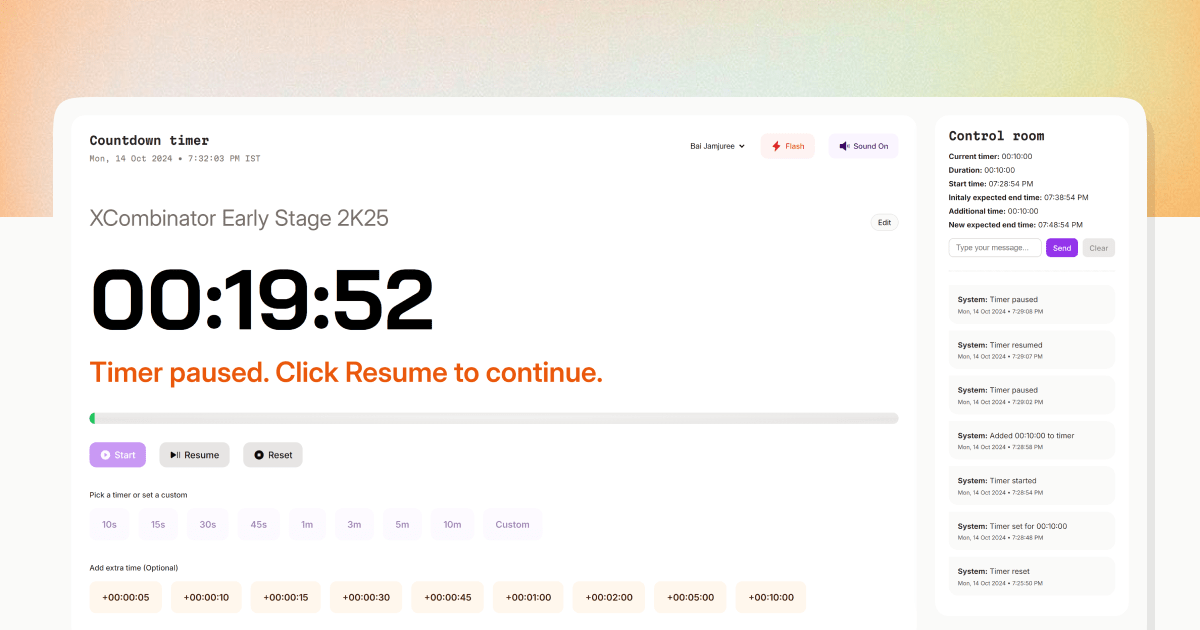 Countdown timer
Mon, 14 Oct 2024 • 7:32:03 PM IST
Bai Jamjuree
Flash
Sound On
XCombinator Early Stage 2K25
Edit
00:19:52
Timer paused. Click Resume to continue.
Start
Resume
Reset
Pick a timer or set a custom
10s 15s 30s 45s 1m 3m 5m 10m Custom
Add extra time (Optional)
+00:00:05 +00:00:10 +00:00:15 +00:00:30 +00:00:45 +00:01:00 +00:02:00 +00:05:00 +00:10:00
Control room
Current timer: 00:10:00
Duration: 00:10:00
Start time: 07:28:54 PM
Initaly expected end time: 07:38:54 PM
Additional time: 00:10:00
New expected end time: 07:48:54 PM
Type your message...
Send
Clear
System: Timer paused
Mon, 14 Oct 2024 • 7:29:08 PM
System: Timer resumed
Mon, 14 Oct 2024 • 7:29:07 PM
System: Timer paused
Mon, 14 Oct 2024 • 7:29:02 PM
System: Added 00:10:00 to timer
Mon, 14 Oct 2024 • 7:28:58 PM
System: Timer started
Mon, 14 Oct 2024 • 7:28:54 PM
System: Timer set for 00:10:00
Mon, 14 Oct 2024 • 7:28:48 PM
System: Timer reset
Mon, 14 Oct 2024 • 7:25:50 PM